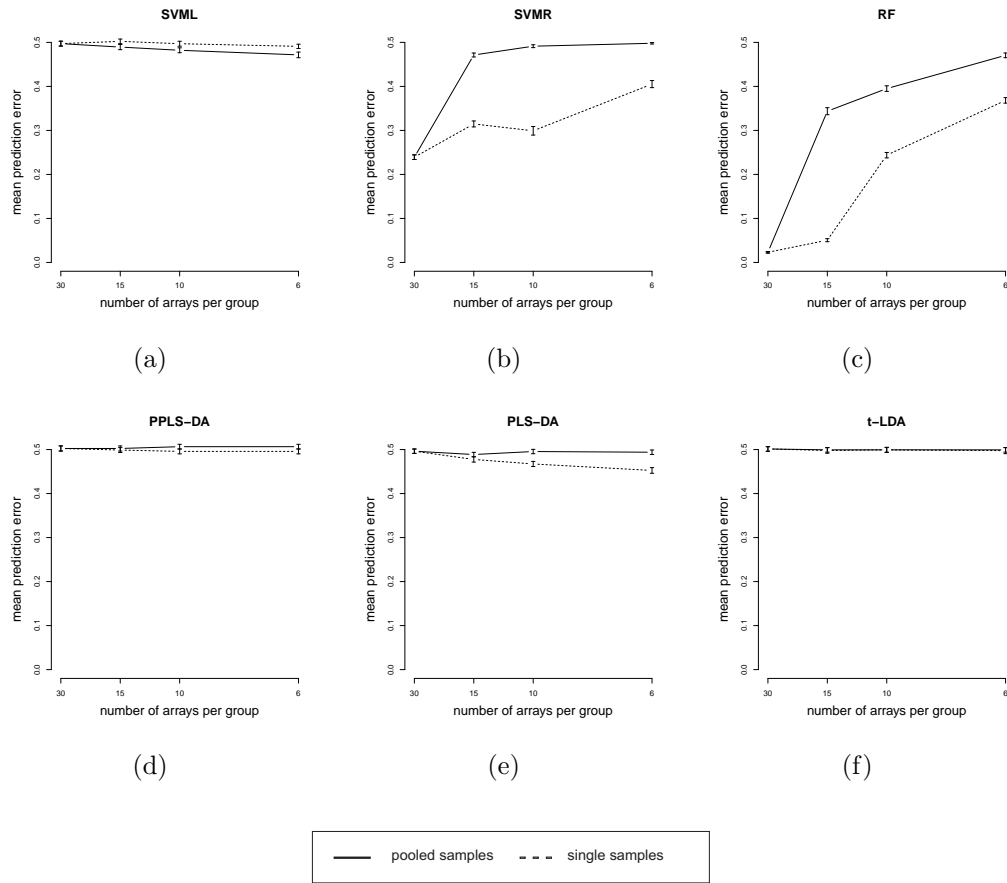 SVML
mean prediction error
0.0 0.1 0.2 0.3 0.4 0.5
30 15 10 6
number of arrays per group
(a)
SVMR
mean prediction error
0.0 0.1 0.2 0.3 0.4 0.5
30 15 10 6
number of arrays per group
(b)
RF
mean prediction error
0.0 0.1 0.2 0.3 0.4 0.5
30 15 10 6
number of arrays per group
(c)
PPLS−DA
mean prediction error
0.0 0.1 0.2 0.3 0.4 0.5
30 15 10 6
number of arrays per group
(d)
PLS−DA
mean prediction error
0.0 0.1 0.2 0.3 0.4 0.5
30 15 10 6
number of arrays per group
(e)
t−LDA
mean prediction error
0.0 0.1 0.2 0.3 0.4 0.5
30 15 10 6
number of arrays per group
(f)
pooled samples single samples